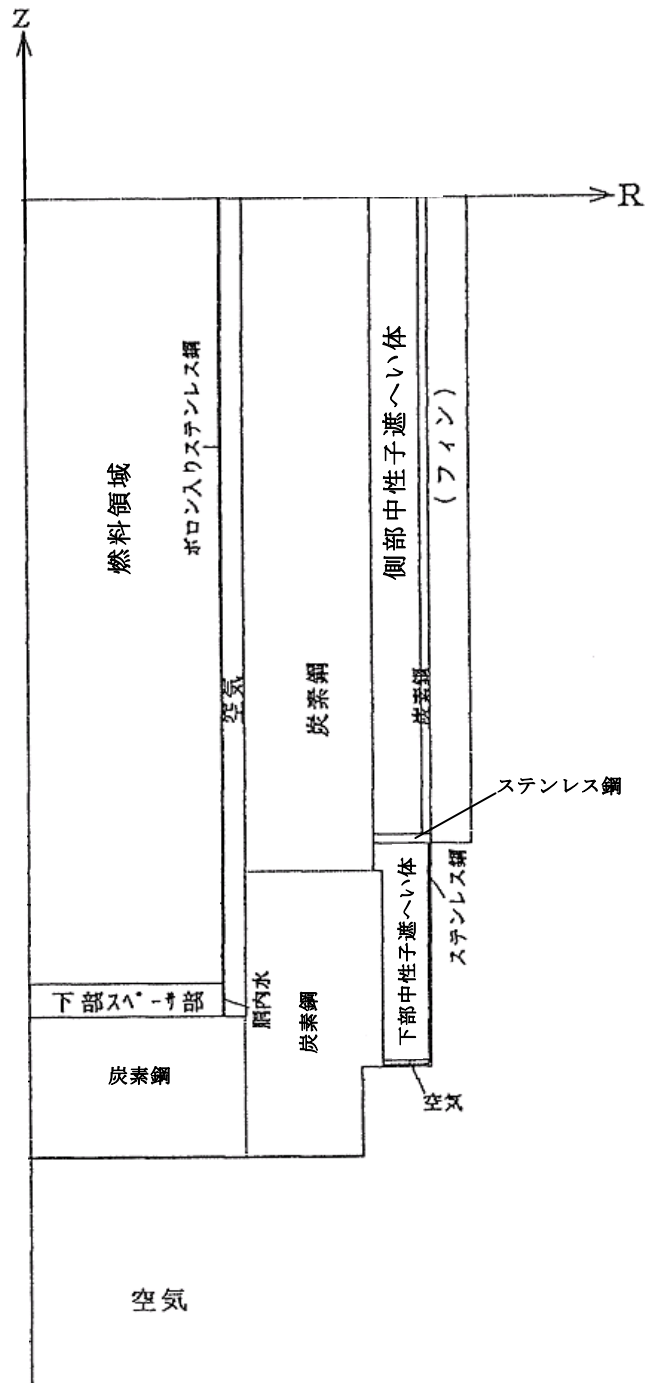 Z
R
燃料領域
ボロン入りステンレス鋼
空気
炭素鋼
側部中性子遮へい体
炭素鋼
(フィン)
ステンレス鋼
下部中性子遮へい体
ステンレス鋼
下部スペーサ部
胴内水
炭素鋼
炭素鋼
空気
空気